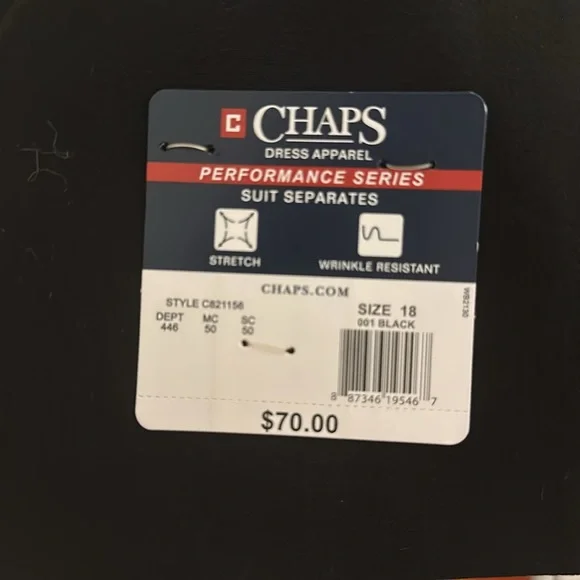 C CHAPS
DRESS APPAREL
PERFORMANCE SERIES
SUIT SEPARATES
STRETCH
WRINKLE RESISTANT
CHAPS.COM
STYLE C821156
DEPT MC SC
446 50 50
SIZE 18
001 BLACK
8 87346 19546 7
WB2130
$70.00